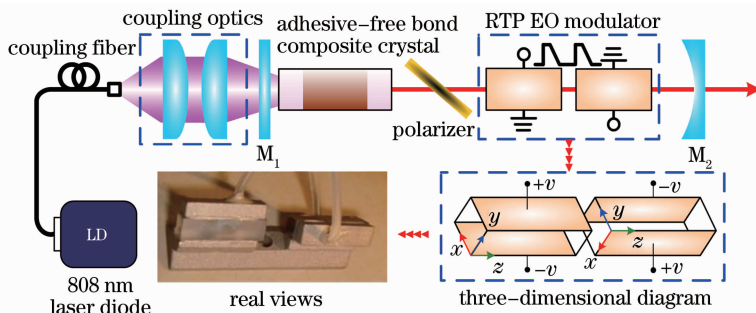 coupling optics
coupling fiber
adhesive-free bond
composite crystal
RTP EO modulator
polarizer
M1
M2
LD
808 nm
laser diode
real views
+v
-v
y
y
x
z
x
z
-v
+v
three-dimensional diagram